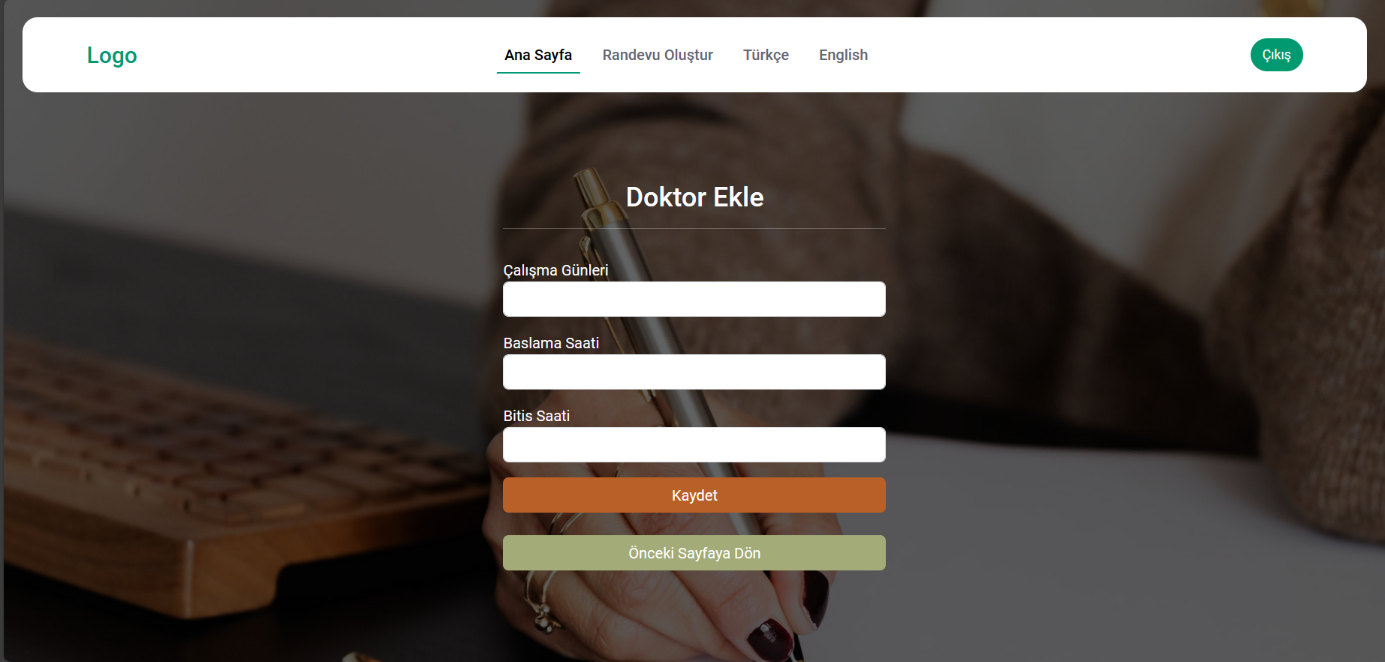 Logo
Ana Sayfa
Randevu Oluştur
Türkçe
English
Çıkış
Doktor Ekle
Çalışma Günleri
Baslama Saati
Bitis Saati
Kaydet
Önceki Sayfaya Dön